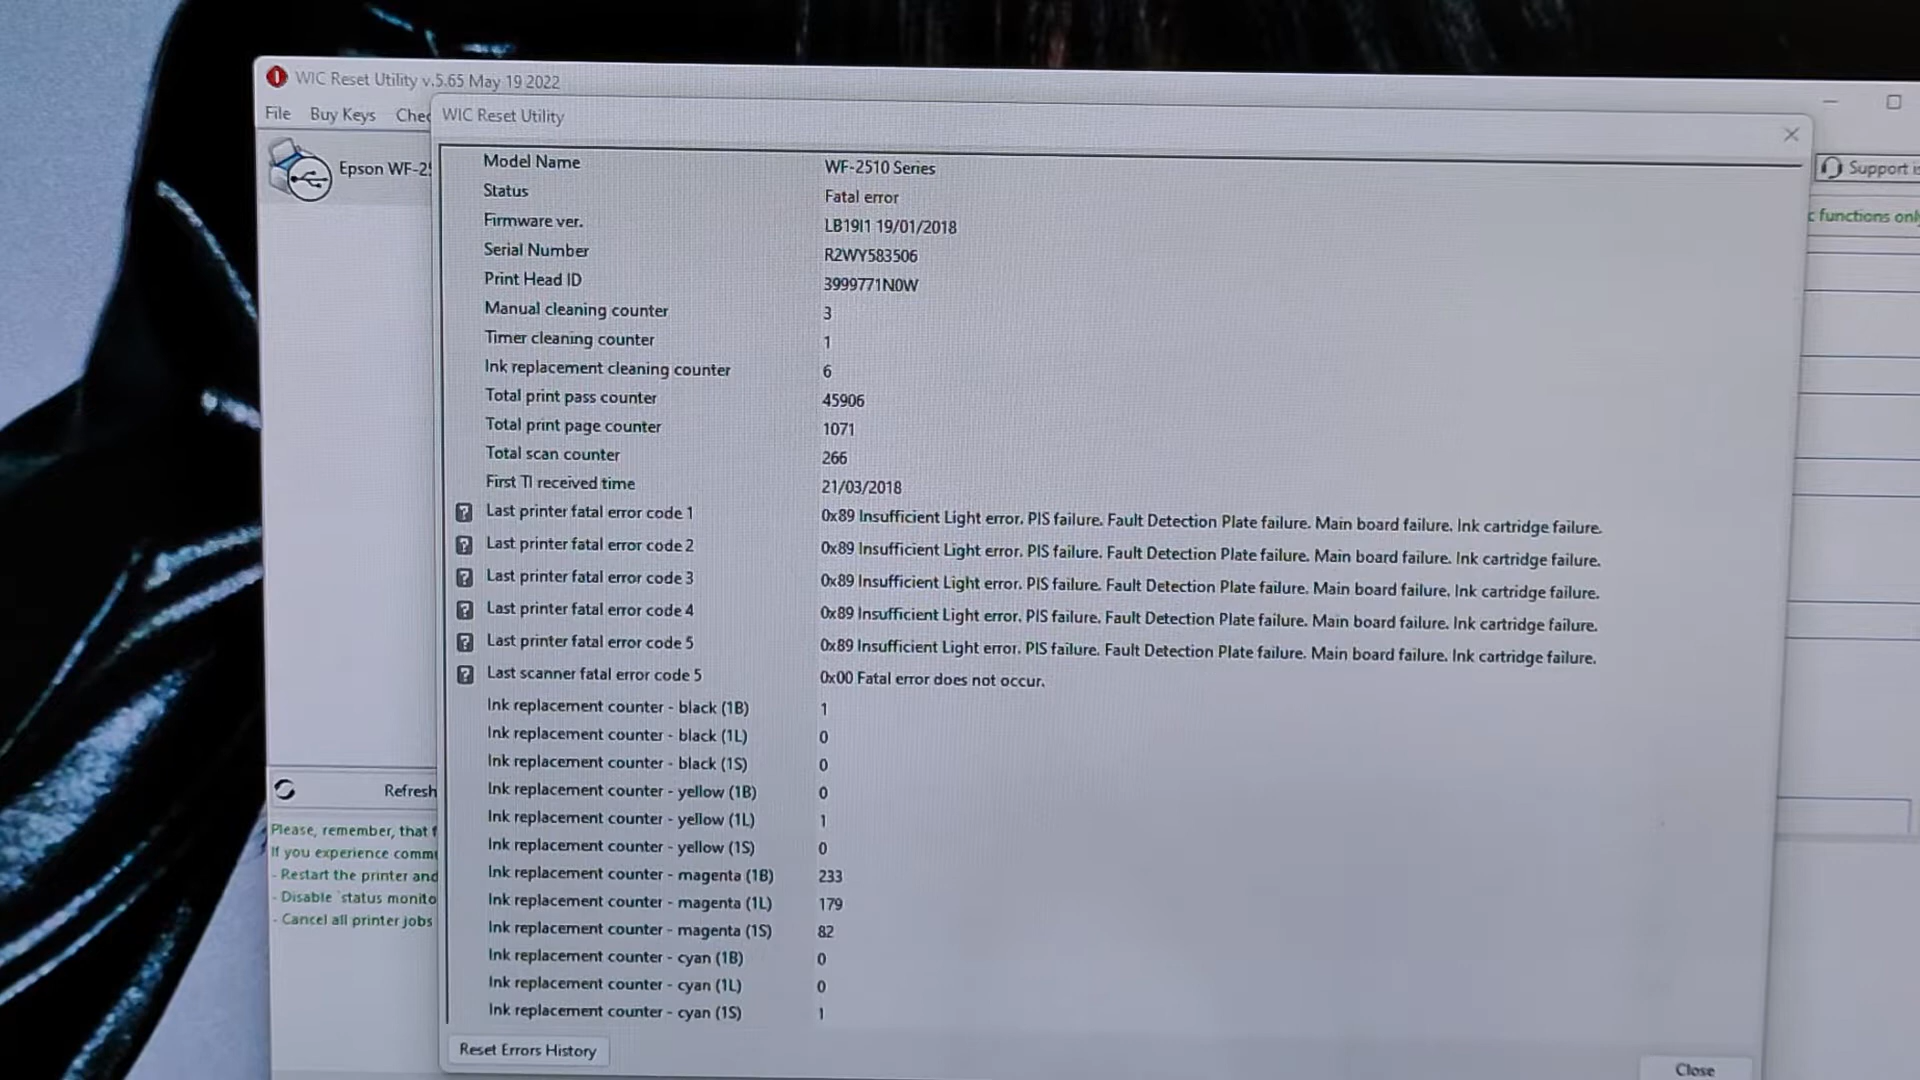 WIC Reset Utility v.5.65 May 19 2022
File Buy Keys Chec
WIC Reset Utility
Epson WF-2
Support is
c functions only
Model Name WF-2510 Series
Status Fatal error
Firmware ver. LB19I1 19/01/2018
Serial Number R2WY583506
Print Head ID 3999771N0W
Manual cleaning counter 3
Timer cleaning counter 1
Ink replacement cleaning counter 6
Total print pass counter 45906
Total print page counter 1071
Total scan counter 266
First TI received time 21/03/2018
Last printer fatal error code 1 0x89 Insufficient Light error. PIS failure. Fault Detection Plate failure. Main board failure. Ink cartridge failure.
Last printer fatal error code 2 0x89 Insufficient Light error. PIS failure. Fault Detection Plate failure. Main board failure. Ink cartridge failure.
Last printer fatal error code 3 0x89 Insufficient Light error. PIS failure. Fault Detection Plate failure. Main board failure. Ink cartridge failure.
Last printer fatal error code 4 0x89 Insufficient Light error. PIS failure. Fault Detection Plate failure. Main board failure. Ink cartridge failure.
Last printer fatal error code 5 0x89 Insufficient Light error. PIS failure. Fault Detection Plate failure. Main board failure. Ink cartridge failure.
Last scanner fatal error code 5 0x00 Fatal error does not occur.
Ink replacement counter - black (1B) 1
Ink replacement counter - black (1L) 0
Ink replacement counter - black (1S) 0
Ink replacement counter - yellow (1B) 0
Ink replacement counter - yellow (1L) 1
Ink replacement counter - yellow (1S) 0
Ink replacement counter - magenta (1B) 233
Ink replacement counter - magenta (1L) 179
Ink replacement counter - magenta (1S) 82
Ink replacement counter - cyan (1B) 0
Ink replacement counter - cyan (1L) 0
Ink replacement counter - cyan (1S) 1
Refresh
Please, remember, that f
If you experience comm
- Restart the printer and
- Disable `status monito
- Cancel all printer jobs
Reset Errors History
Close